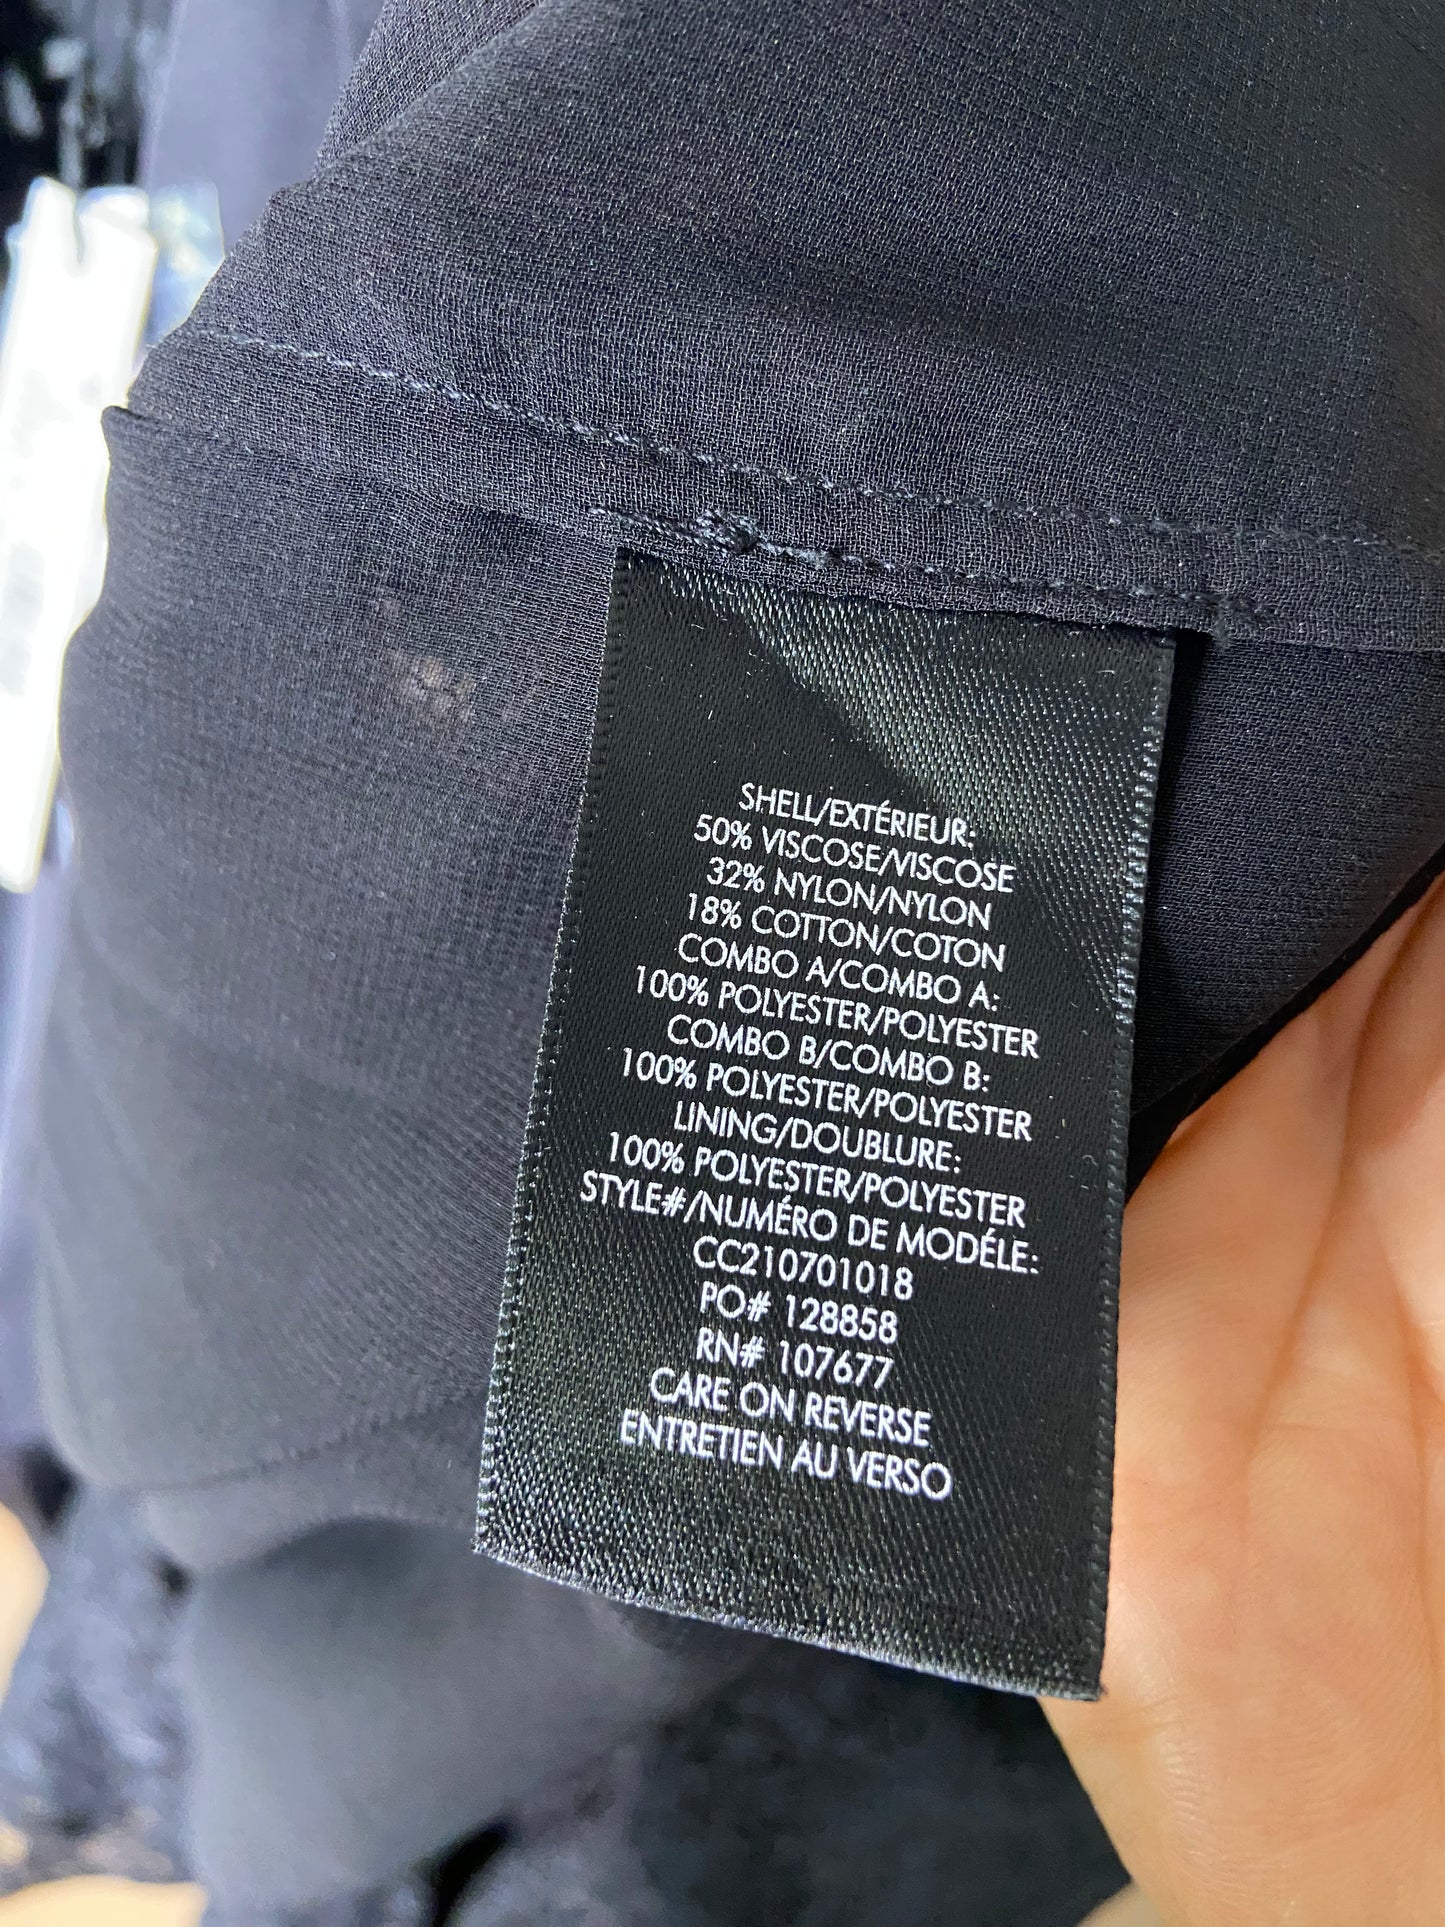 SHELL/EXTÉRIEUR:
50% VISCOSE/VISCOSE
32% NYLON/NYLON
18% COTTON/COTON
COMBO A/COMBO A:
100% POLYESTER/POLYESTER
COMBO B/COMBO B:
100% POLYESTER/POLYESTER
LINING/DOUBLURE:
100% POLYESTER/POLYESTER
STYLE#/NUMÉRO DE MODÉLE:
CC210701018
PO# 128858
RN# 107677
CARE ON REVERSE
ENTRETIEN AU VERSO